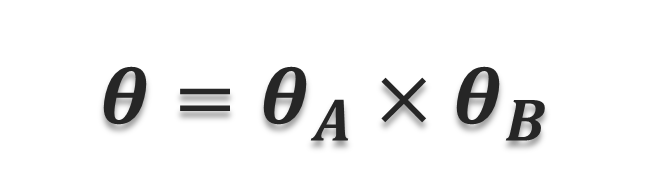 θ = θ_A × θ_B